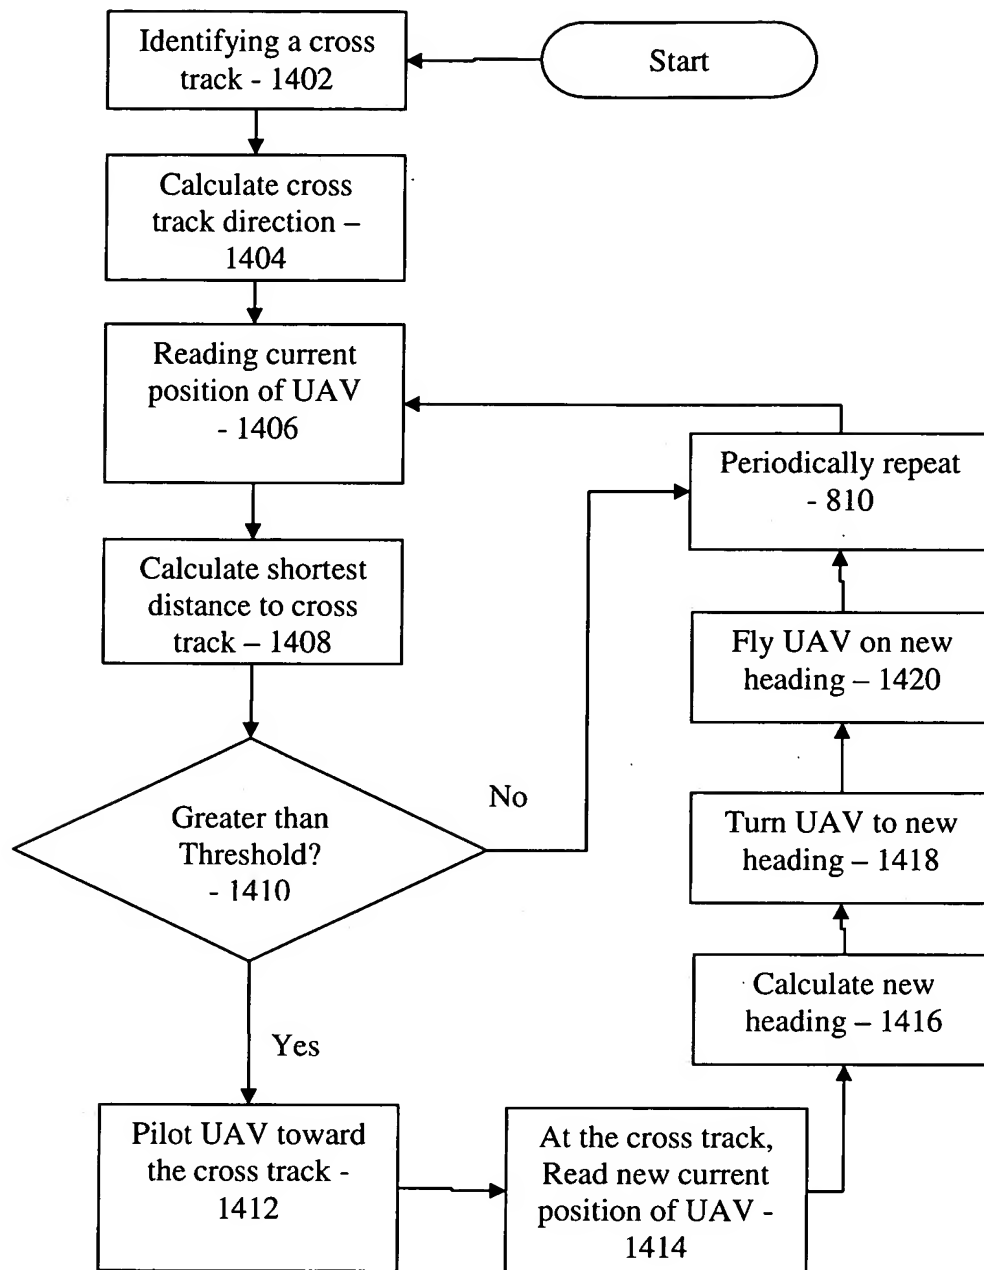 Start
Identifying a cross
track - 1402
Calculate cross
track direction –
1404
Reading current
position of UAV
- 1406
Calculate shortest
distance to cross
track – 1408
Greater than
Threshold?
- 1410
No
Yes
Pilot UAV toward
the cross track -
1412
At the cross track,
Read new current
position of UAV -
1414
Calculate new
heading – 1416
Turn UAV to new
heading – 1418
Fly UAV on new
heading – 1420
Periodically repeat
- 810